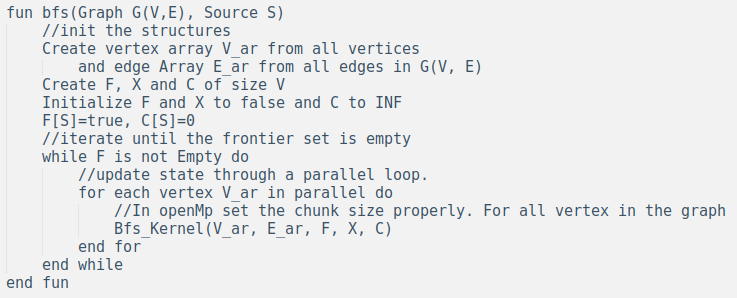 fun bfs(Graph G(V,E), Source S)
    //init the structures
    Create vertex array V_ar from all vertices
        and edge Array E_ar from all edges in G(V, E)
    Create F, X and C of size V
    Initialize F and X to false and C to INF
    F[S]=true, C[S]=0
    //iterate until the frontier set is empty
    while F is not Empty do
        //update state through a parallel loop.
        for each vertex V_ar in parallel do
            //In openMp set the chunk size properly. For all vertex in the graph
            Bfs_Kernel(V_ar, E_ar, F, X, C)
        end for
    end while
end fun